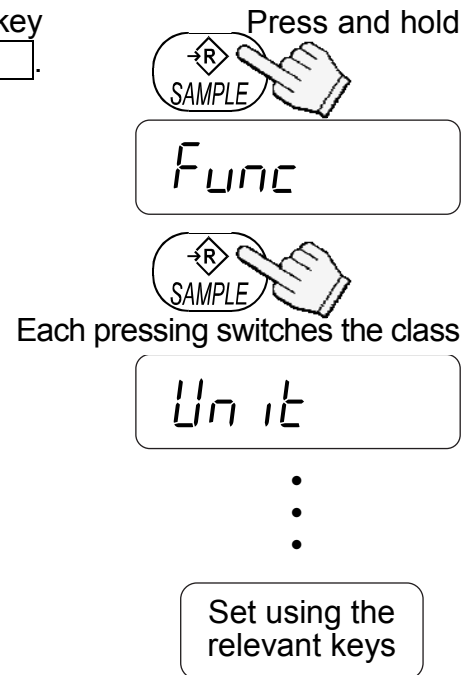 key
.
Press and hold
R
SAMPLE
Func
R
SAMPLE
Each pressing switches the class
Unit
Set using the
relevant keys